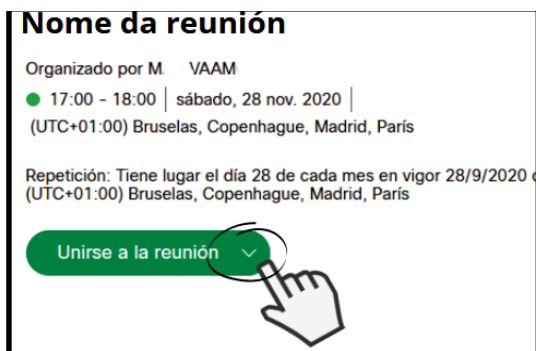 Nome da reunión
Organizado por M. VAAM
17:00 - 18:00 | sábado, 28 nov. 2020 |
(UTC+01:00) Bruselas, Copenhague, Madrid, París
Repetición: Tiene lugar el día 28 de cada mes en vigor 28/9/2020
(UTC+01:00) Bruselas, Copenhague, Madrid, París
Unirse a la reunión